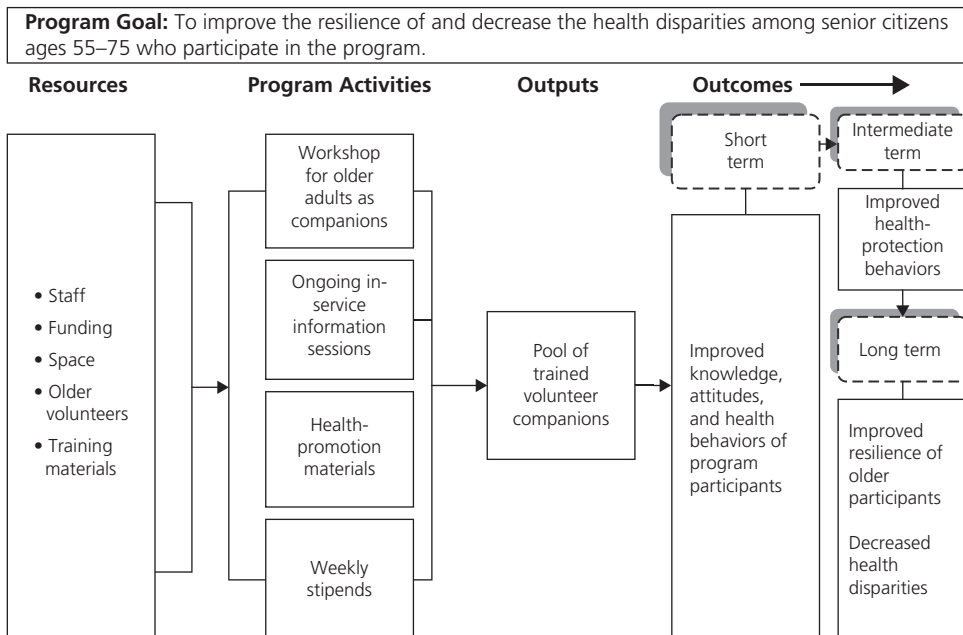 Program Goal: To improve the resilience of and decrease the health disparities among senior citizens
ages 55–75 who participate in the program.
Resources
Program Activities
Outputs
Outcomes
• Staff
• Funding
• Space
• Older
volunteers
• Training
materials
Workshop
for older
adults as
companions
Ongoing in-
service
information
sessions
Health-
promotion
materials
Weekly
stipends
Pool of
trained
volunteer
companions
Short
term
Improved
knowledge,
attitudes,
and health
behaviors of
program
participants
Intermediate
term
Improved
health-
protection
behaviors
Long term
Improved
resilience of
older
participants
Decreased
health
disparities